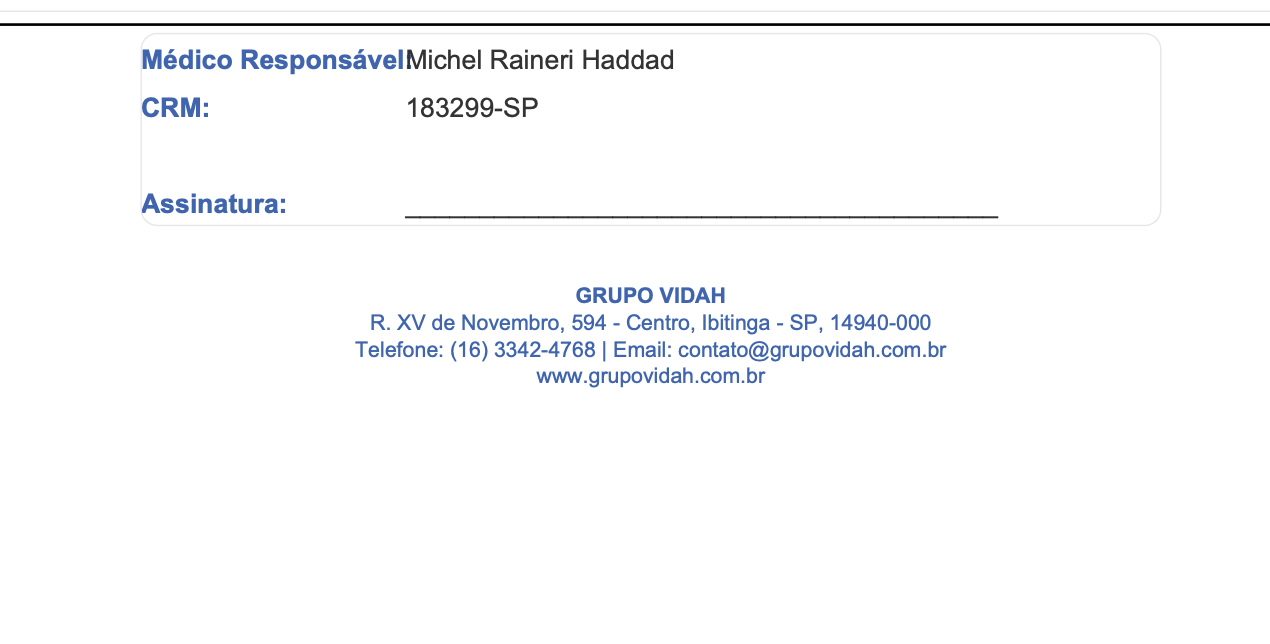 Médico Responsável: Michel Raineri Haddad
CRM: 183299-SP
Assinatura: ________________________________________
GRUPO VIDAH
R. XV de Novembro, 594 - Centro, Ibitinga - SP, 14940-000
Telefone: (16) 3342-4768 | Email: contato@grupovidah.com.br
www.grupovidah.com.br